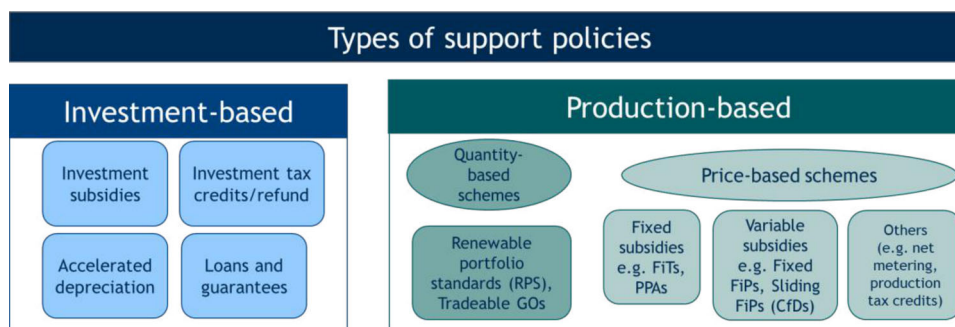 Types of support policies
Investment-based
Investment
subsidies
Investment tax
credits/refund
Accelerated
depreciation
Loans and
guarantees
Production-based
Quantity-
based
schemes
Price-based schemes
Renewable
portfolio
standards (RPS),
Tradeable GOs
Fixed
subsidies
e.g. FiTs,
PPAs
Variable
subsidies
e.g. Fixed
FiPs, Sliding
FiPs (CfDs)
Others
(e.g. net
metering,
production
tax credits)